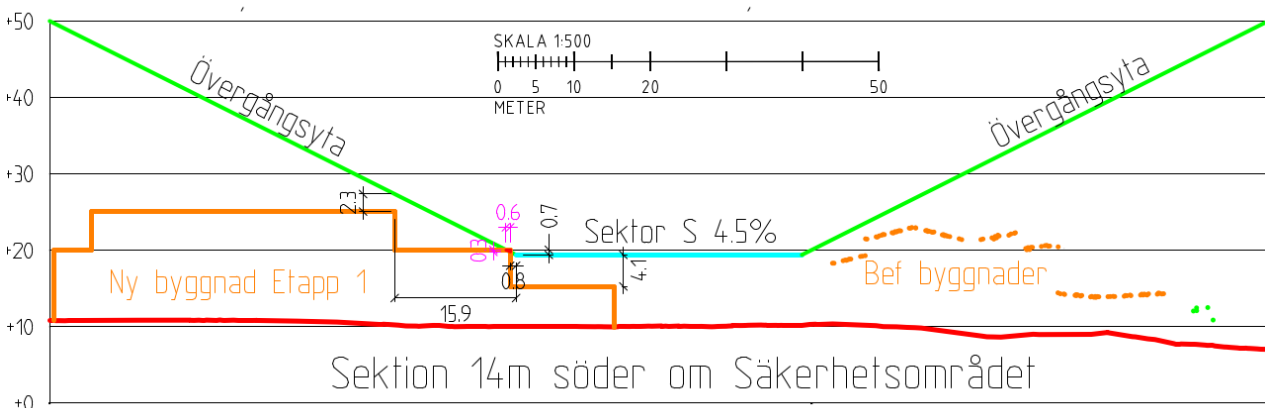 +50
SKALA 1:500
0 5 10 20 50
METER
+40
Övergångsyta
Övergångsyta
+30
2.3
0.6
0.7
Sektor S 4.5%
+20
0.3
4.1
0.8
Ny byggnad Etapp 1
Bef byggnader
15.9
+10
Sektion 14m söder om Säkerhetsområdet
+0